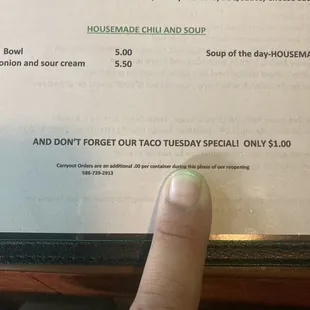 HOUSEMADE CHILI AND SOUP
Bowl 5.00 Soup of the day-HOUSEMA
onion and sour cream 5.50
AND DON'T FORGET OUR TACO TUESDAY SPECIAL! ONLY $1.00
Carryout Orders are an additional .00 per container during this phase of our reopening
586-739-2913